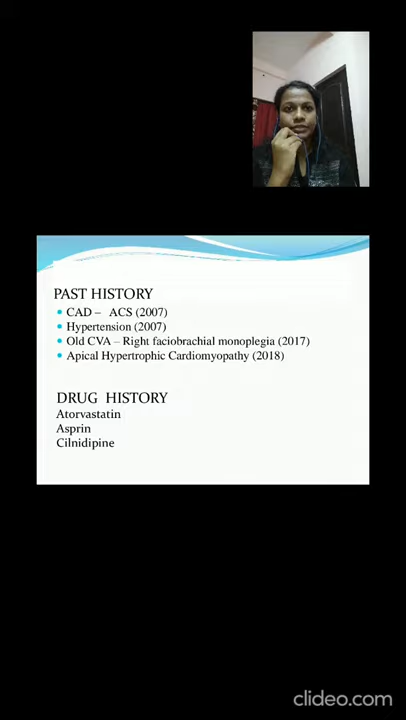 PAST HISTORY
CAD – ACS (2007)
Hypertension (2007)
Old CVA – Right faciobrachial monoplegia (2017)
Apical Hypertrophic Cardiomyopathy (2018)
DRUG HISTORY
Atorvastatin
Asprin
Cilnidipine
clideo.com